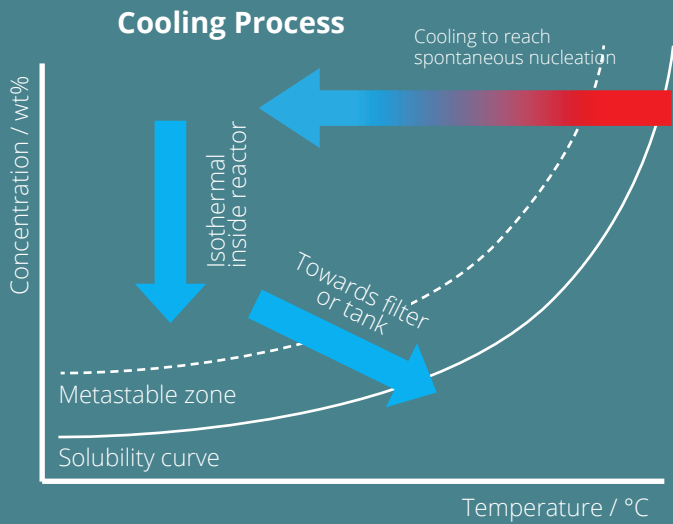 Cooling Process
Cooling to reach
spontaneous nucleation
Concentration / wt%
Isothermal
inside reactor
Towards filter
or tank
Metastable zone
Solubility curve
Temperature / °C